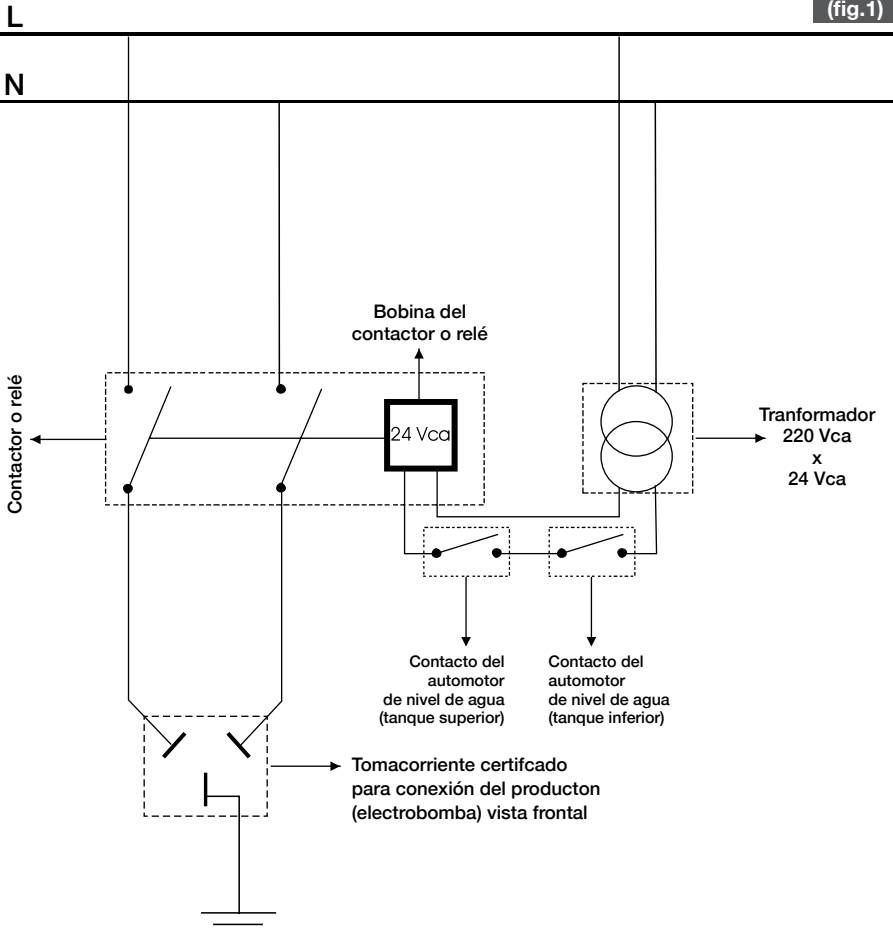 (fig.1)
L
N
Bobina del
contactor o relé
Contactor o relé
24 Vca
Tranformador
220 Vca
x
24 Vca
Contacto del
automotor
de nivel de agua
(tanque superior)
Contacto del
automotor
de nivel de agua
(tanque inferior)
Tomacorriente certifcado
para conexión del producton
(electrobomba) vista frontal